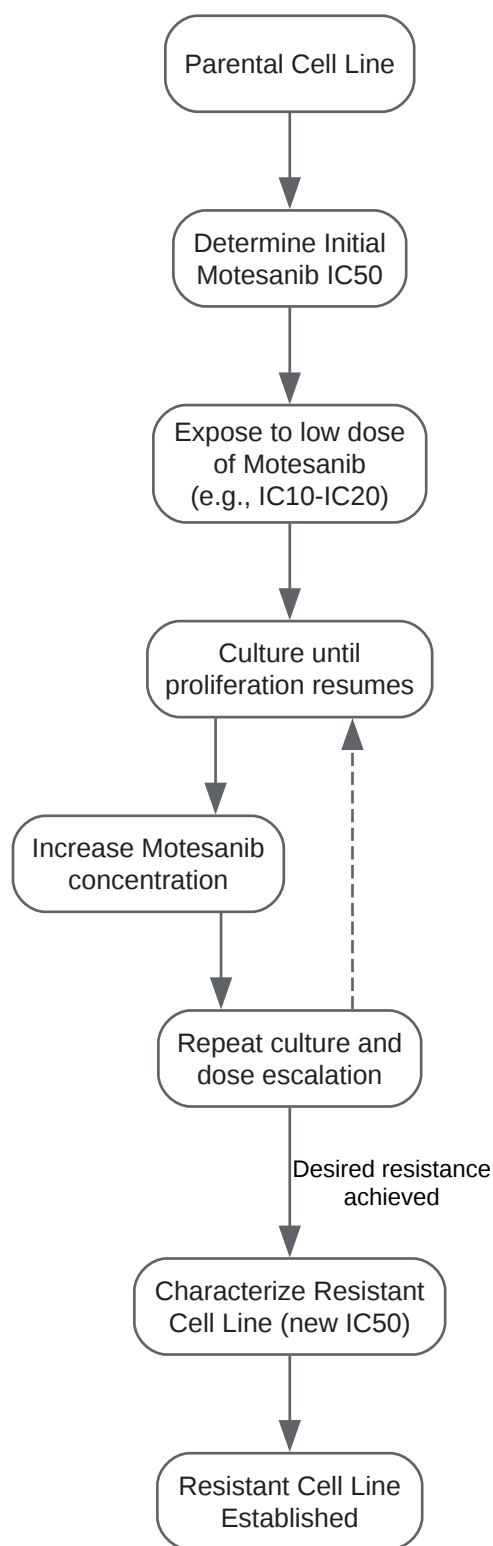 Parental Cell Line
Determine Initial
Motesanib IC50
Expose to low dose
of Motesanib
(e.g., IC10-IC20)
Culture until
proliferation resumes
Increase Motesanib
concentration
Repeat culture and
dose escalation
Desired resistance
achieved
Characterize Resistant
Cell Line (new IC50)
Resistant Cell Line
Established